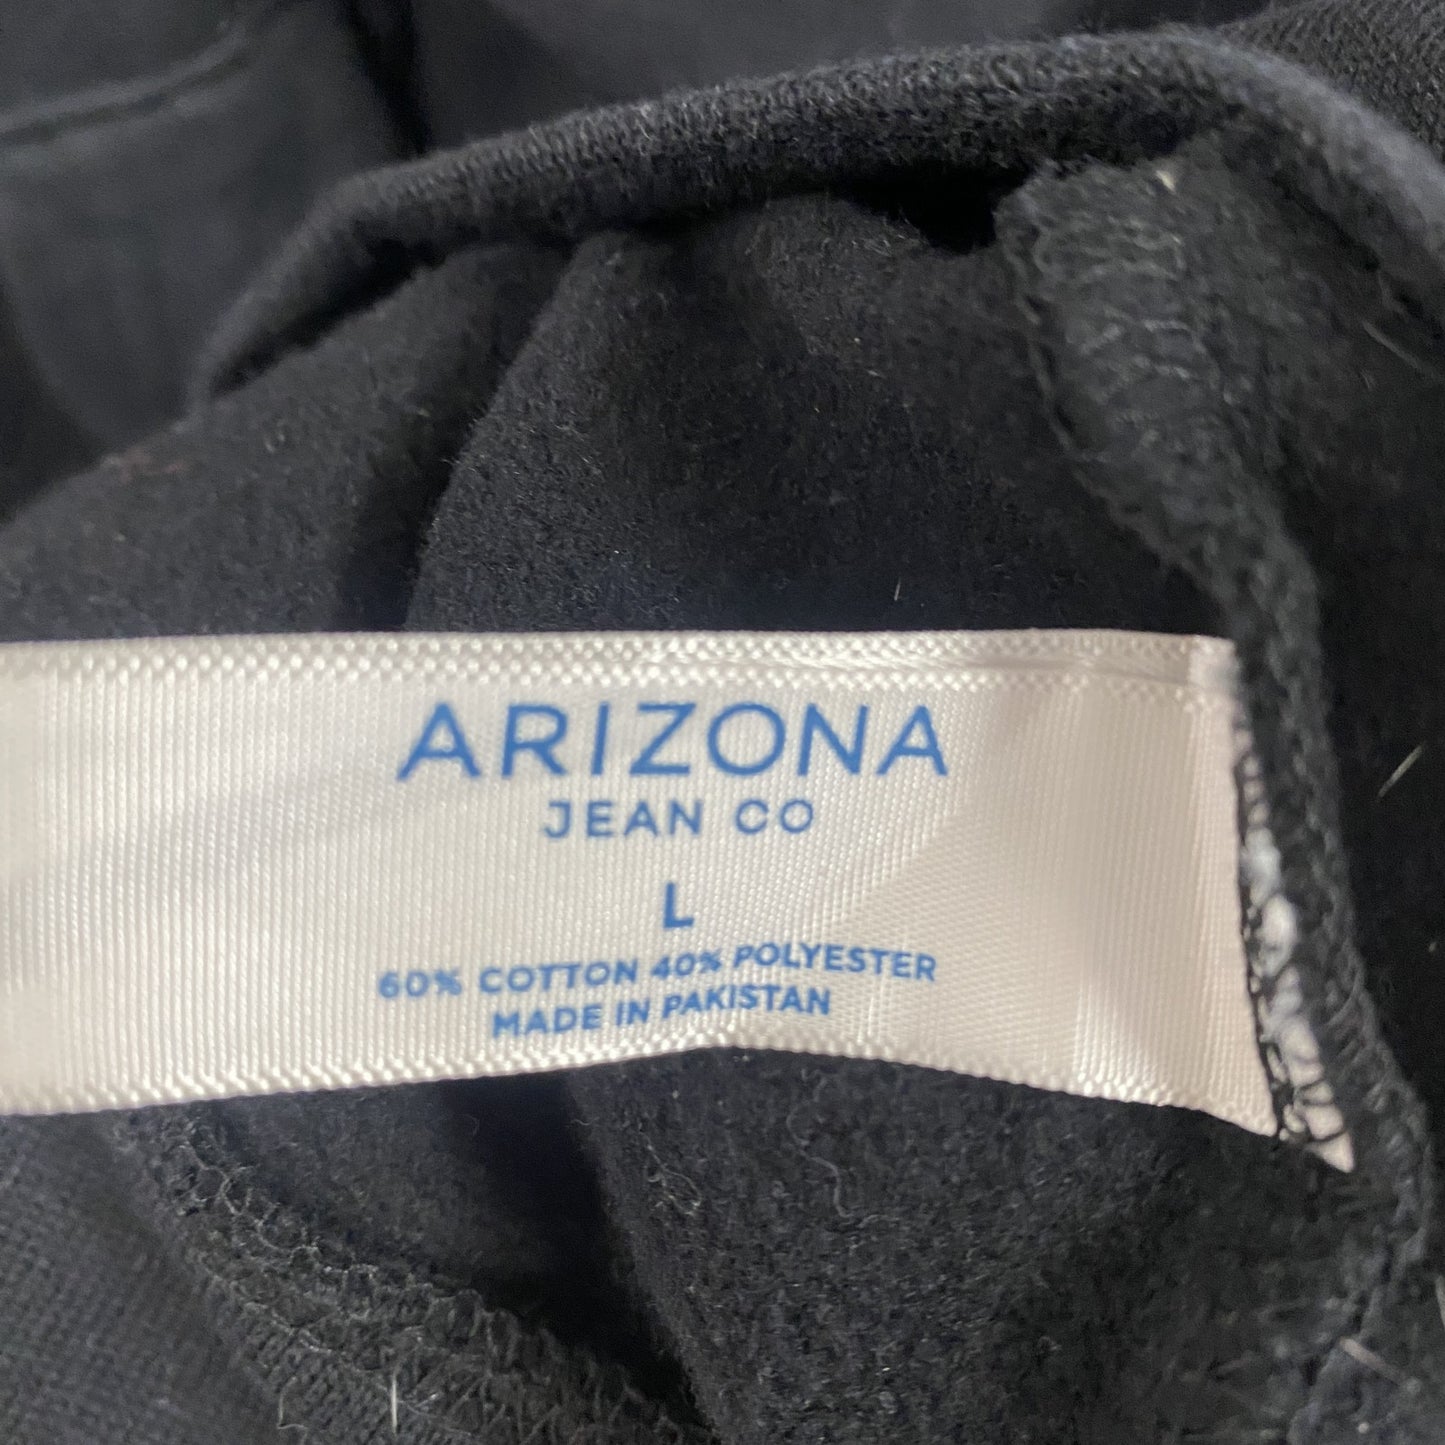 ARIZONA
JEAN CO
L
60% COTTON 40% POLYESTER
MADE IN PAKISTAN